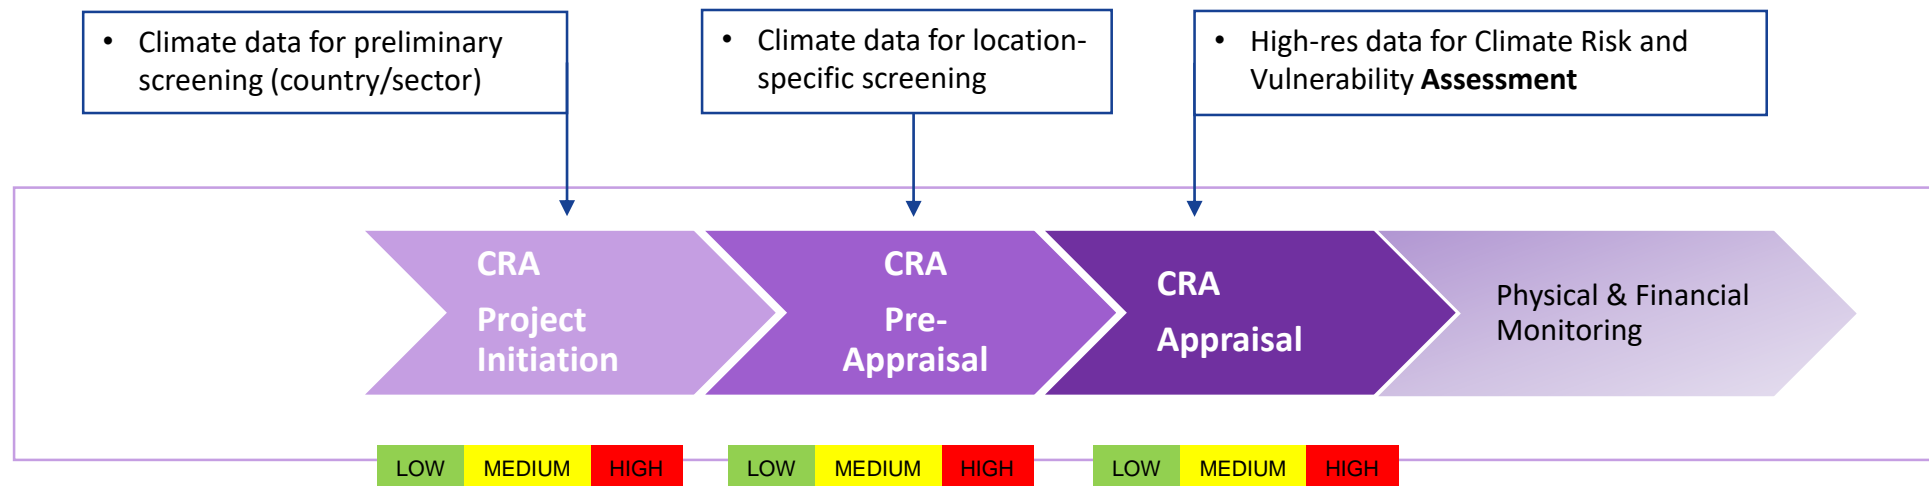 • Climate data for preliminary
screening (country/sector)
• Climate data for location-
specific screening
• High-res data for Climate Risk and
Vulnerability Assessment
CRA
Project
Initiation
CRA
Pre-
Appraisal
CRA
Appraisal
Physical & Financial
Monitoring
LOW MEDIUM HIGH
LOW MEDIUM HIGH
LOW MEDIUM HIGH